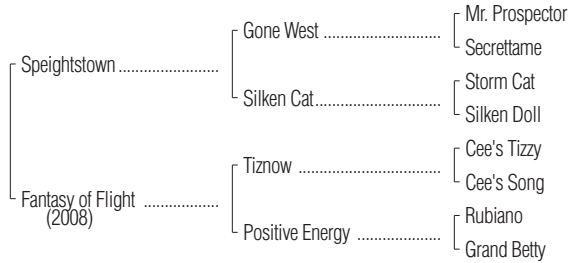 Mr. Prospector
Gone West
Secrettame
Speightstown
Storm Cat
Silken Cat
Silken Doll
Cee's Tizzy
Tiznow
Cee's Song
Fantasy of Flight
(2008)
Rubiano
Positive Energy
Grand Betty